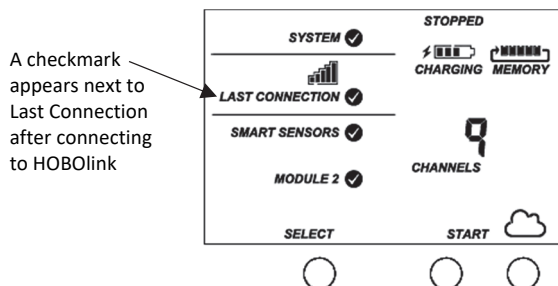 A checkmark
appears next to
Last Connection
after connecting
to HOBOlink
SYSTEM
LAST CONNECTION
SMART SENSORS
MODULE 2
STOPPED
CHARGING MEMORY
9
CHANNELS
SELECT
START